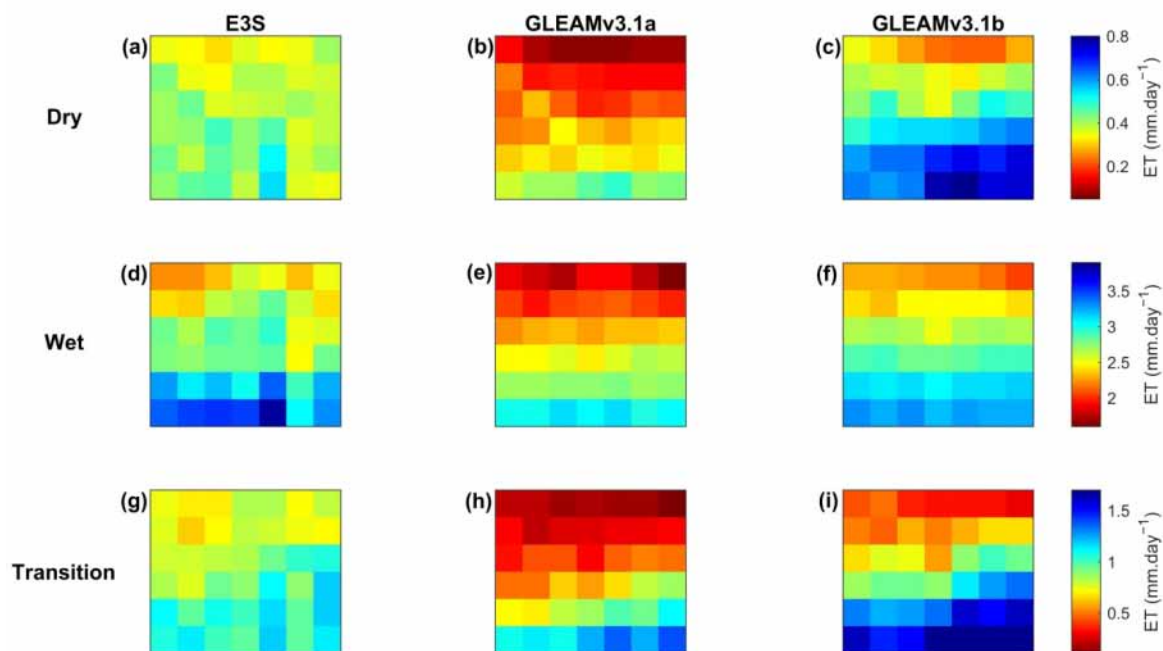 E3S GLEAMv3.1a GLEAMv3.1b
(a) (b) (c)
Dry
0.8
0.6
0.4
0.2
ET (mm.day⁻¹)
(d) (e) (f)
Wet
3.5
3
2.5
2
ET (mm.day⁻¹)
(g) (h) (i)
Transition
1.5
1
0.5
ET (mm.day⁻¹)